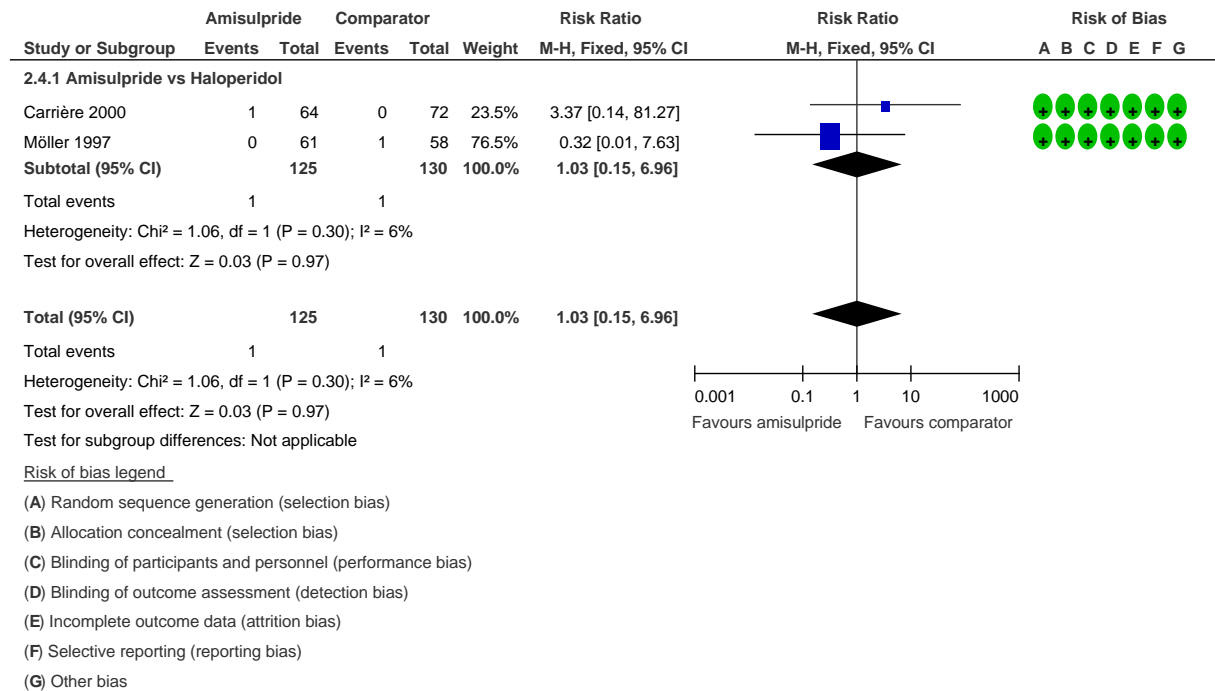 Amisulpride Comparator Risk Ratio Risk Ratio Risk of Bias
Study or Subgroup Events Total Events Total Weight M-H, Fixed, 95% CI M-H, Fixed, 95% CI A B C D E F G
2.4.1 Amisulpride vs Haloperidol
Carrière 2000 1 64 0 72 23.5% 3.37 [0.14, 81.27] + + + + + + +
Möller 1997 0 61 1 58 76.5% 0.32 [0.01, 7.63] + + + + + + +
Subtotal (95% CI) 125 130 100.0% 1.03 [0.15, 6.96]
Total events 1 1
Heterogeneity: Chi² = 1.06, df = 1 (P = 0.30); I² = 6%
Test for overall effect: Z = 0.03 (P = 0.97)
Total (95% CI) 125 130 100.0% 1.03 [0.15, 6.96]
Total events 1 1
Heterogeneity: Chi² = 1.06, df = 1 (P = 0.30); I² = 6%
Test for overall effect: Z = 0.03 (P = 0.97)
Test for subgroup differences: Not applicable
0.001 0.1 1 10 1000
Favours amisulpride Favours comparator
Risk of bias legend
(A) Random sequence generation (selection bias)
(B) Allocation concealment (selection bias)
(C) Blinding of participants and personnel (performance bias)
(D) Blinding of outcome assessment (detection bias)
(E) Incomplete outcome data (attrition bias)
(F) Selective reporting (reporting bias)
(G) Other bias